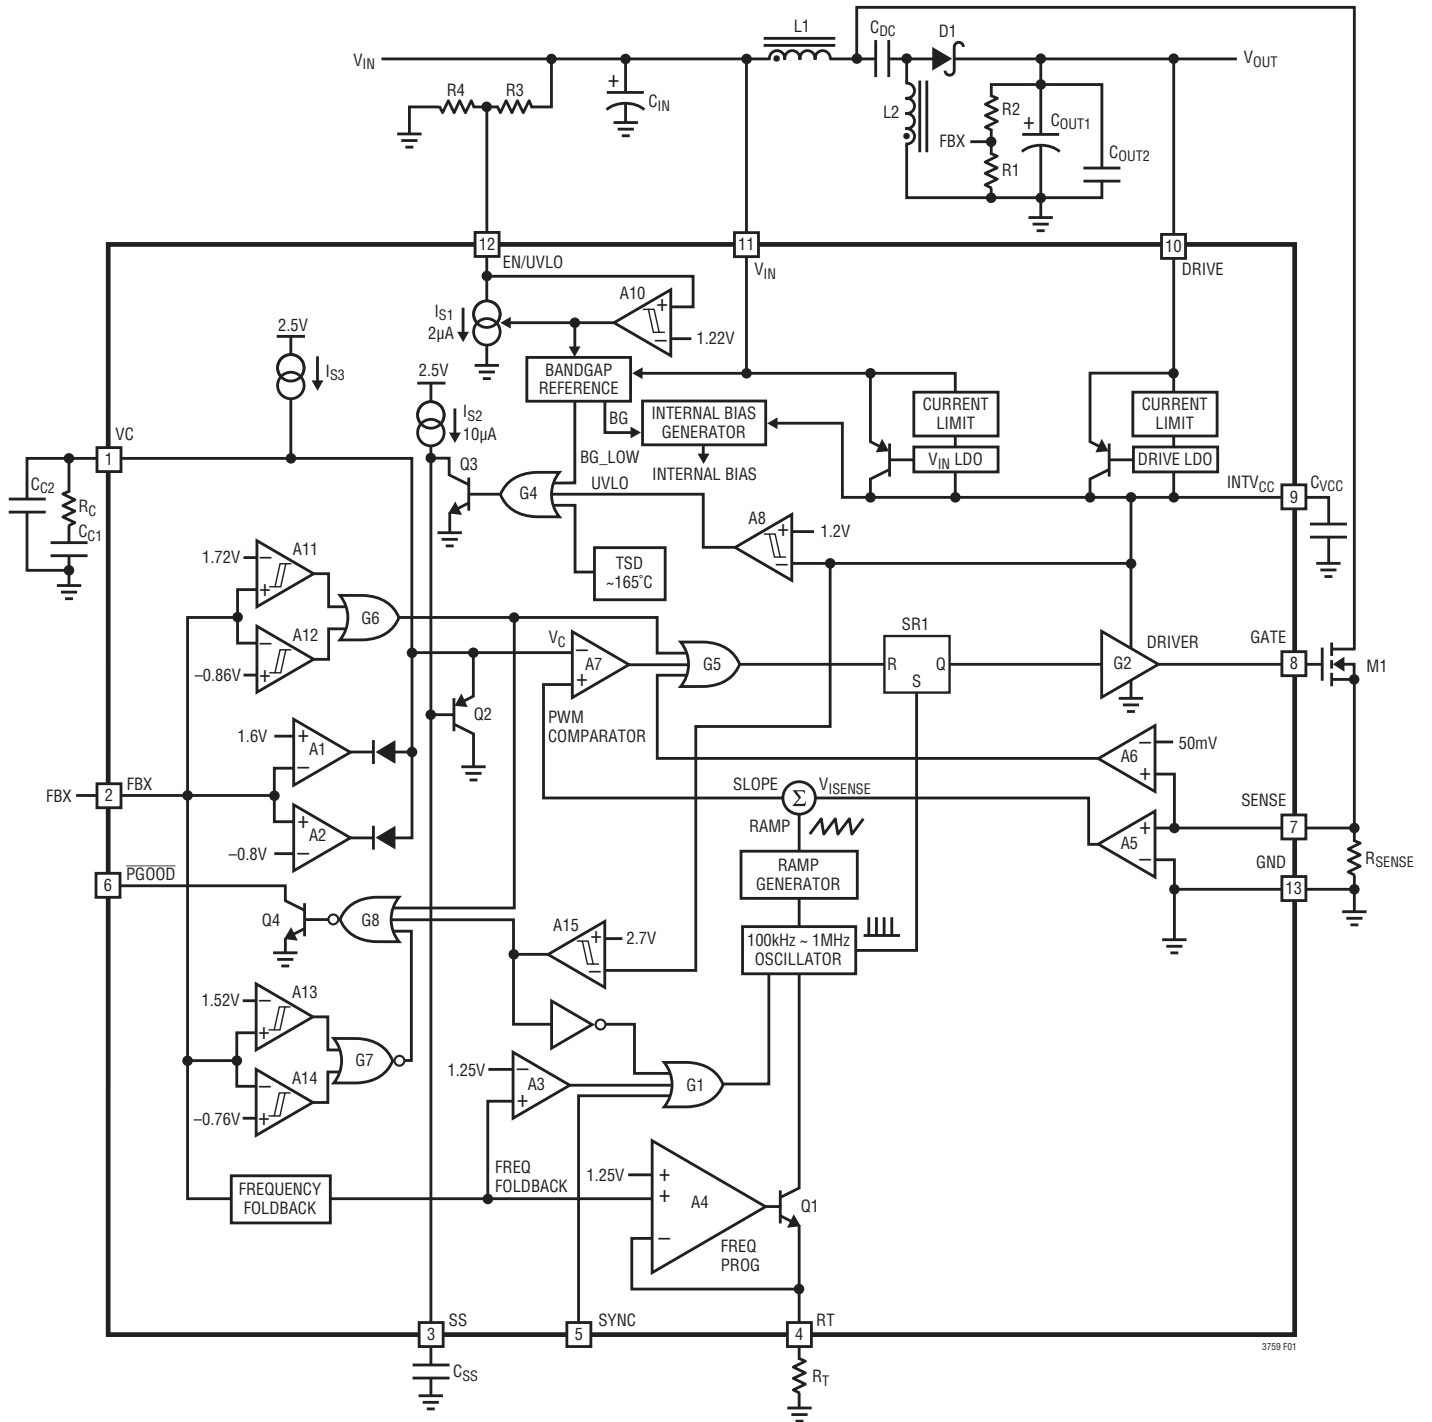 L1
CDC
D1
VIN
VOUT
R4
R3
CIN
L2
R2
FBX
R1
+
COUT1
COUT2
12
EN/UVLO
11
VIN
10
DRIVE
IS1
2µA
A10
1.22V
2.5V
IS3
2.5V
IS2
10µA
BANDGAP
REFERENCE
BG
INTERNAL BIAS
GENERATOR
INTERNAL BIAS
CURRENT
LIMIT
VIN LDO
CURRENT
LIMIT
DRIVE LDO
VC
1
CC2
RC
CC1
Q3
G4
BG_LOW
UVLO
INTVCC
9
CVCC
A8
1.2V
TSD
~165˚C
1.72V
A11
A12
–0.86V
G6
VC
A7
PWM
COMPARATOR
G5
SR1
R
Q
S
DRIVER
G2
GATE
8
M1
Q2
1.6V
A1
A2
–0.8V
FBX
2
FBX
A6
50mV
SLOPE
Σ
VISENSE
RAMP
SENSE
7
A5
GND
13
RSENSE
RAMP
GENERATOR
6
PGOOD
Q4
G8
A15
2.7V
100kHz ~ 1MHz
OSCILLATOR
1.52V
A13
A14
–0.76V
G7
1.25V
A3
G1
FREQ
FOLDBACK
FREQUENCY
FOLDBACK
1.25V
A4
FREQ
PROG
Q1
SS
3
CSS
SYNC
5
RT
4
RT
3759 F01